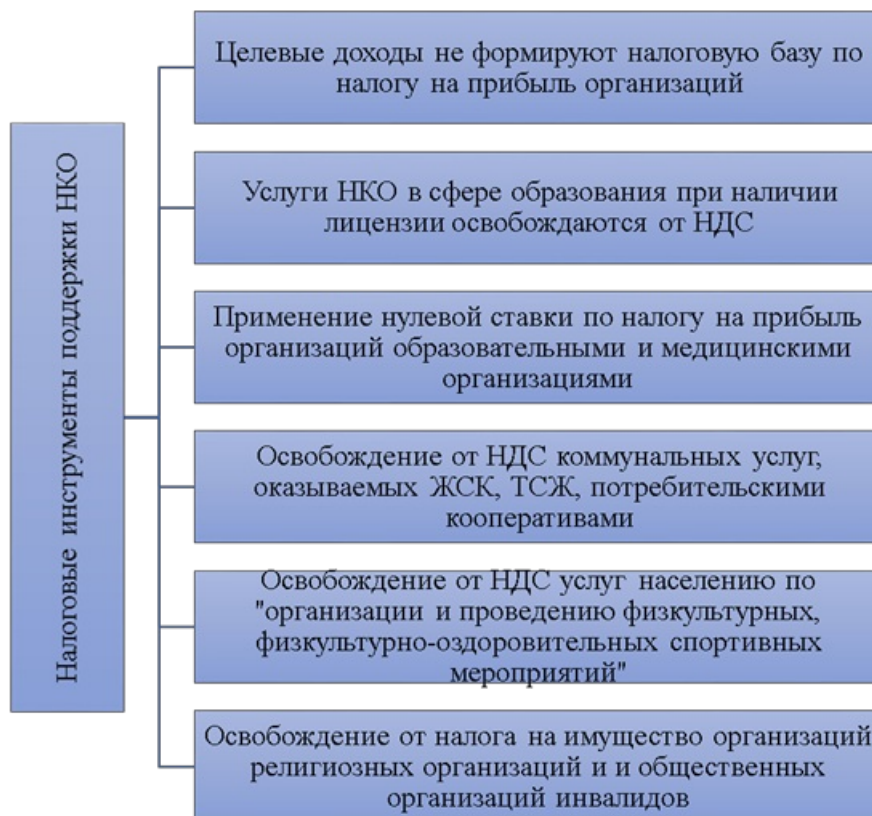 Налоговые инструменты поддержки НКО
Целевые доходы не формируют налоговую базу по
налогу на прибыль организаций
Услуги НКО в сфере образования при наличии
лицензии освобождаются от НДС
Применение нулевой ставки по налогу на прибыль
организаций образовательными и медицинскими
организациями
Освобождение от НДС коммунальных услуг,
оказываемых ЖСК, ТСЖ, потребительскими
кооперативами
Освобождение от НДС услуг населению по
"организации и проведению физкультурных,
физкультурно-оздоровительных спортивных
мероприятий"
Освобождение от налога на имущество организаций
религиозных организаций и и общественных
организаций инвалидов